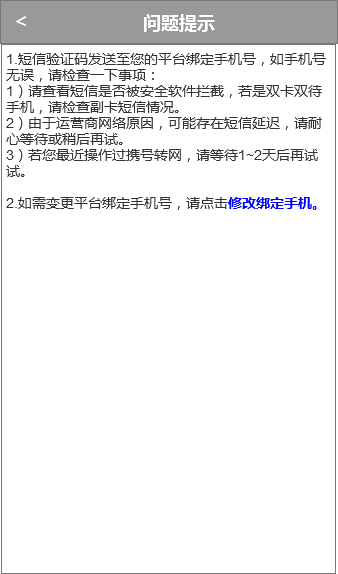 <
问题提示
1.短信验证码发送至您的平台绑定手机号，如手机号
无误，请检查一下事项：
1）请查看短信是否被安全软件拦截，若是双卡双待
手机，请检查副卡短信情况。
2）由于运营商网络原因，可能存在短信延迟，请耐
心等待或稍后再试。
3）若您最近操作过携号转网，请等待1~2天后再试
试。
2.如需变更平台绑定手机号，请点击修改绑定手机。